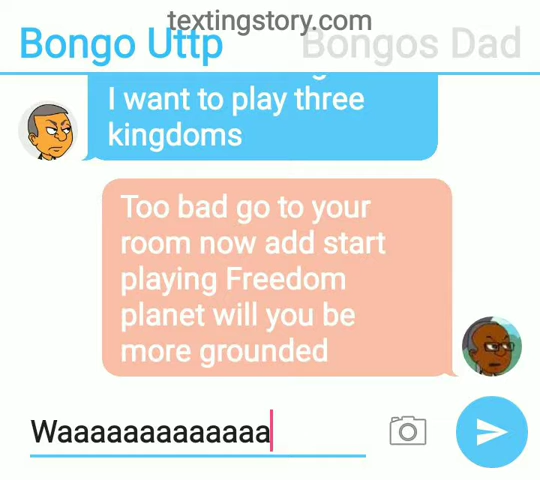 textingstory.com
Bongo Uttp
Bongos Dad
I want to play three
kingdoms
Too bad go to your
room now add start
playing Freedom
planet will you be
more grounded
Waaaaaaaaaaaaaa